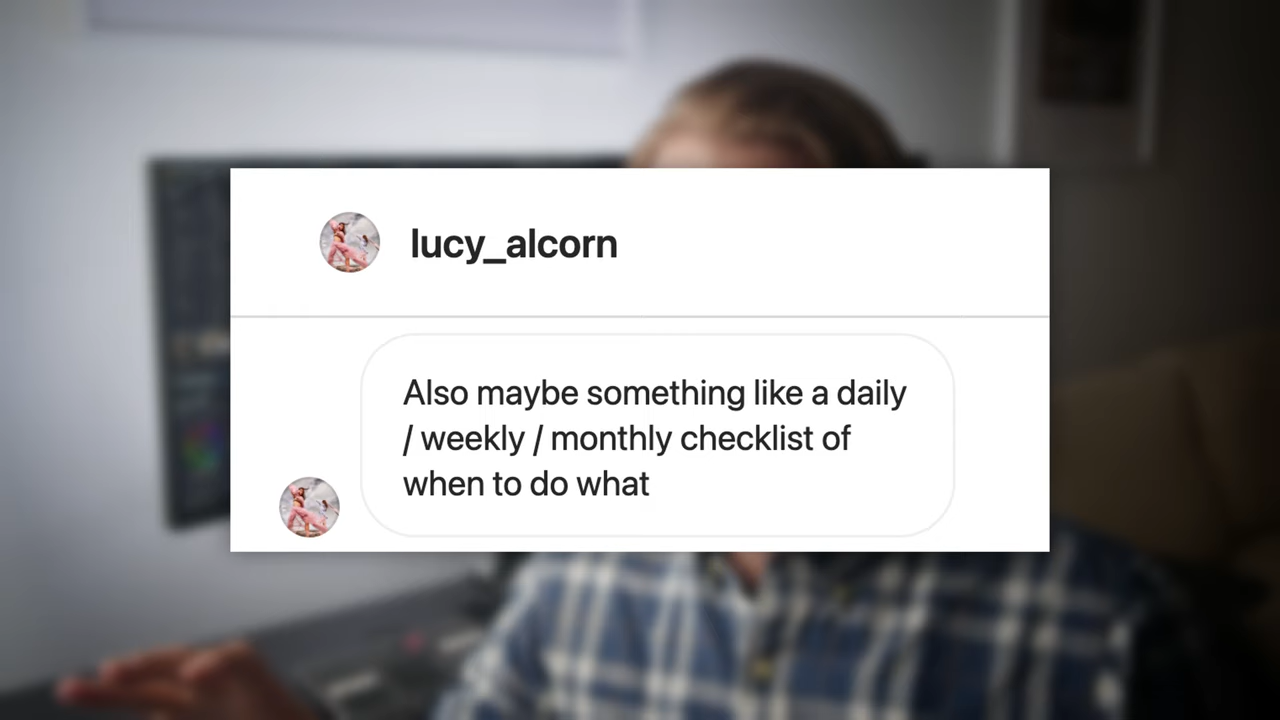 lucy_alcorn
Also maybe something like a daily
/ weekly / monthly checklist of
when to do what